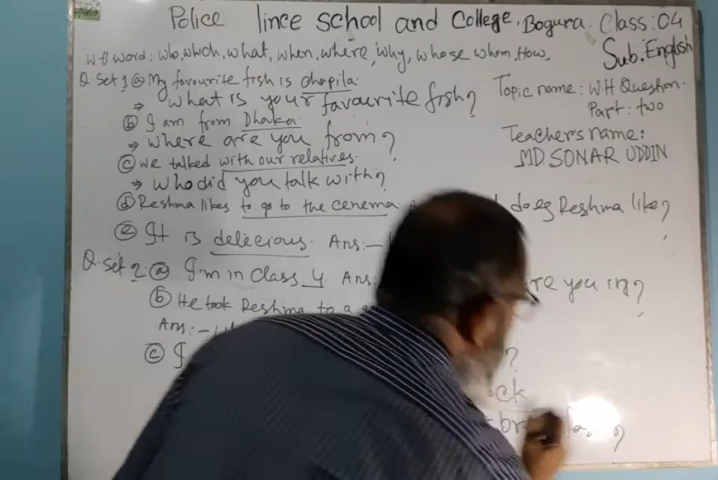 Police lince school and College, Bogura. Class: 04
Sub. English
WH word: Who, which, what, when, where, why, whose whom, How,
Topic name: WH Question.
Part: two
Teachers name:
MD SONAR UDDIN
Q. Set 1 @ My favourite fish is chapila.
⇒ What is your favourite fish?
ⓑ I am from Dhaka.
⇒ where are you from?
ⓒ we talked with our relatives.
⇒ who did you talk with?
ⓓ Reshma likes to go to the cenema does Reshma like?
ⓔ It is delecious. Ans:-
Q. Set 2 @ I'm in class 4 Ans: are you in?
ⓑ He took Reshma to a
Ans:-
ⓒ I
?